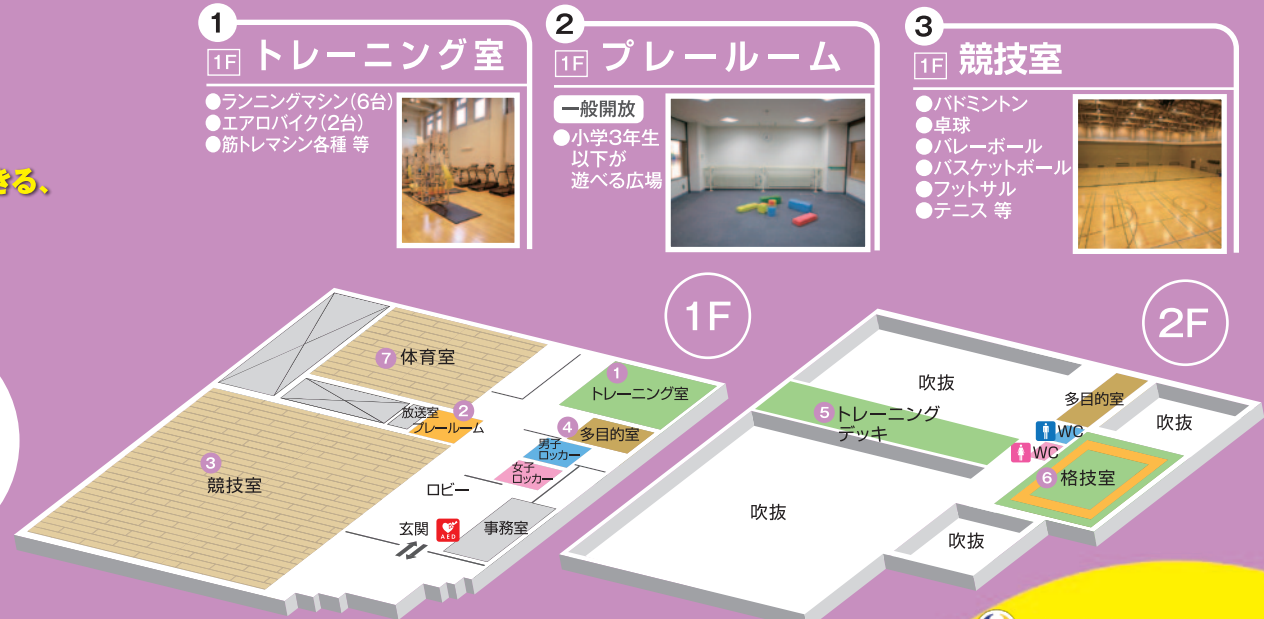 1
1F トレーニング室
●ランニングマシン(6台)
●エアロバイク(2台)
●筋トレマシン各種 等
2
1F プレールーム
一般開放
●小学3年生
以下が
遊べる広場
3
1F 競技室
●バドミントン
●卓球
●バレーボール
●バスケットボール
●フットサル
●テニス 等
きる、
1F
7 体育室
1
トレーニング室
放送室
2
プレールーム
4 多目的室
男子
ロッカー
女子
ロッカー
3
競技室
ロビー
玄関
AED
事務室
2F
吹抜
多目的室
吹抜
5 トレーニング
デッキ
WC
WC
6 格技室
吹抜
吹抜